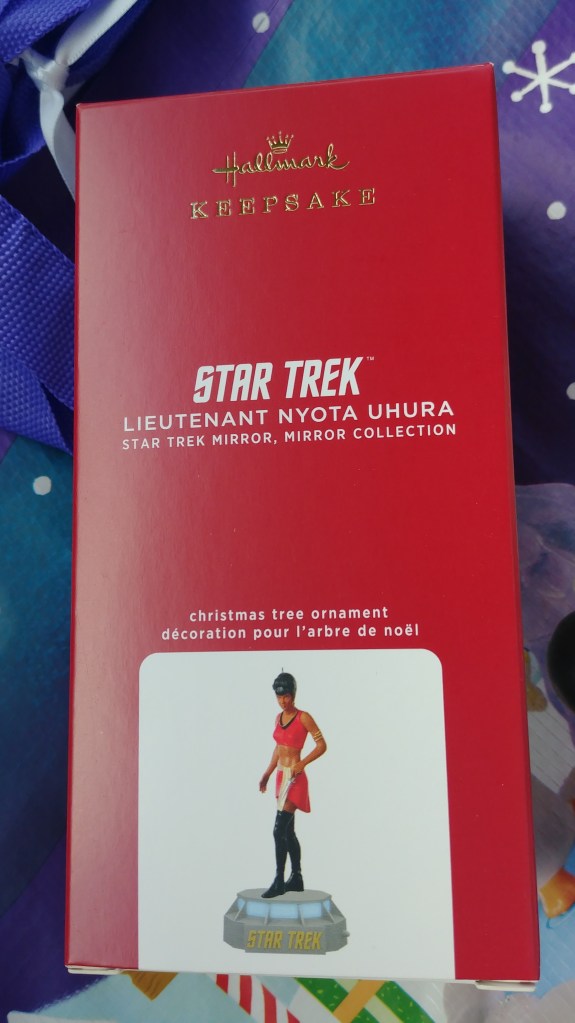 Hallmark
KEEPSAKE
STAR TREK™
LIEUTENANT NYOTA UHURA
STAR TREK MIRROR, MIRROR COLLECTION
christmas tree ornament
décoration pour l'arbre de noël
STAR TREK